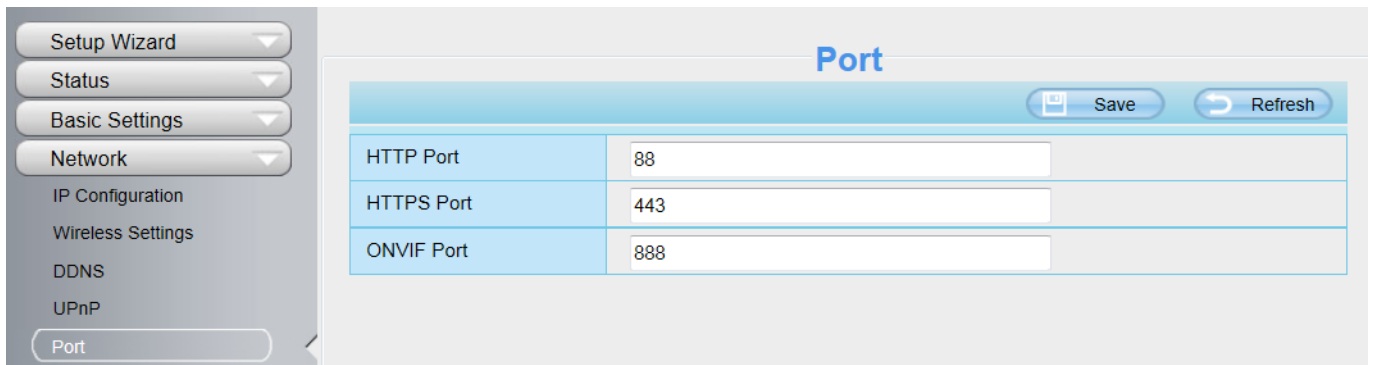 Setup Wizard
Status
Basic Settings
Network
IP Configuration
Wireless Settings
DDNS
UPnP
Port
Port
Save Refresh
HTTP Port 88
HTTPS Port 443
ONVIF Port 888